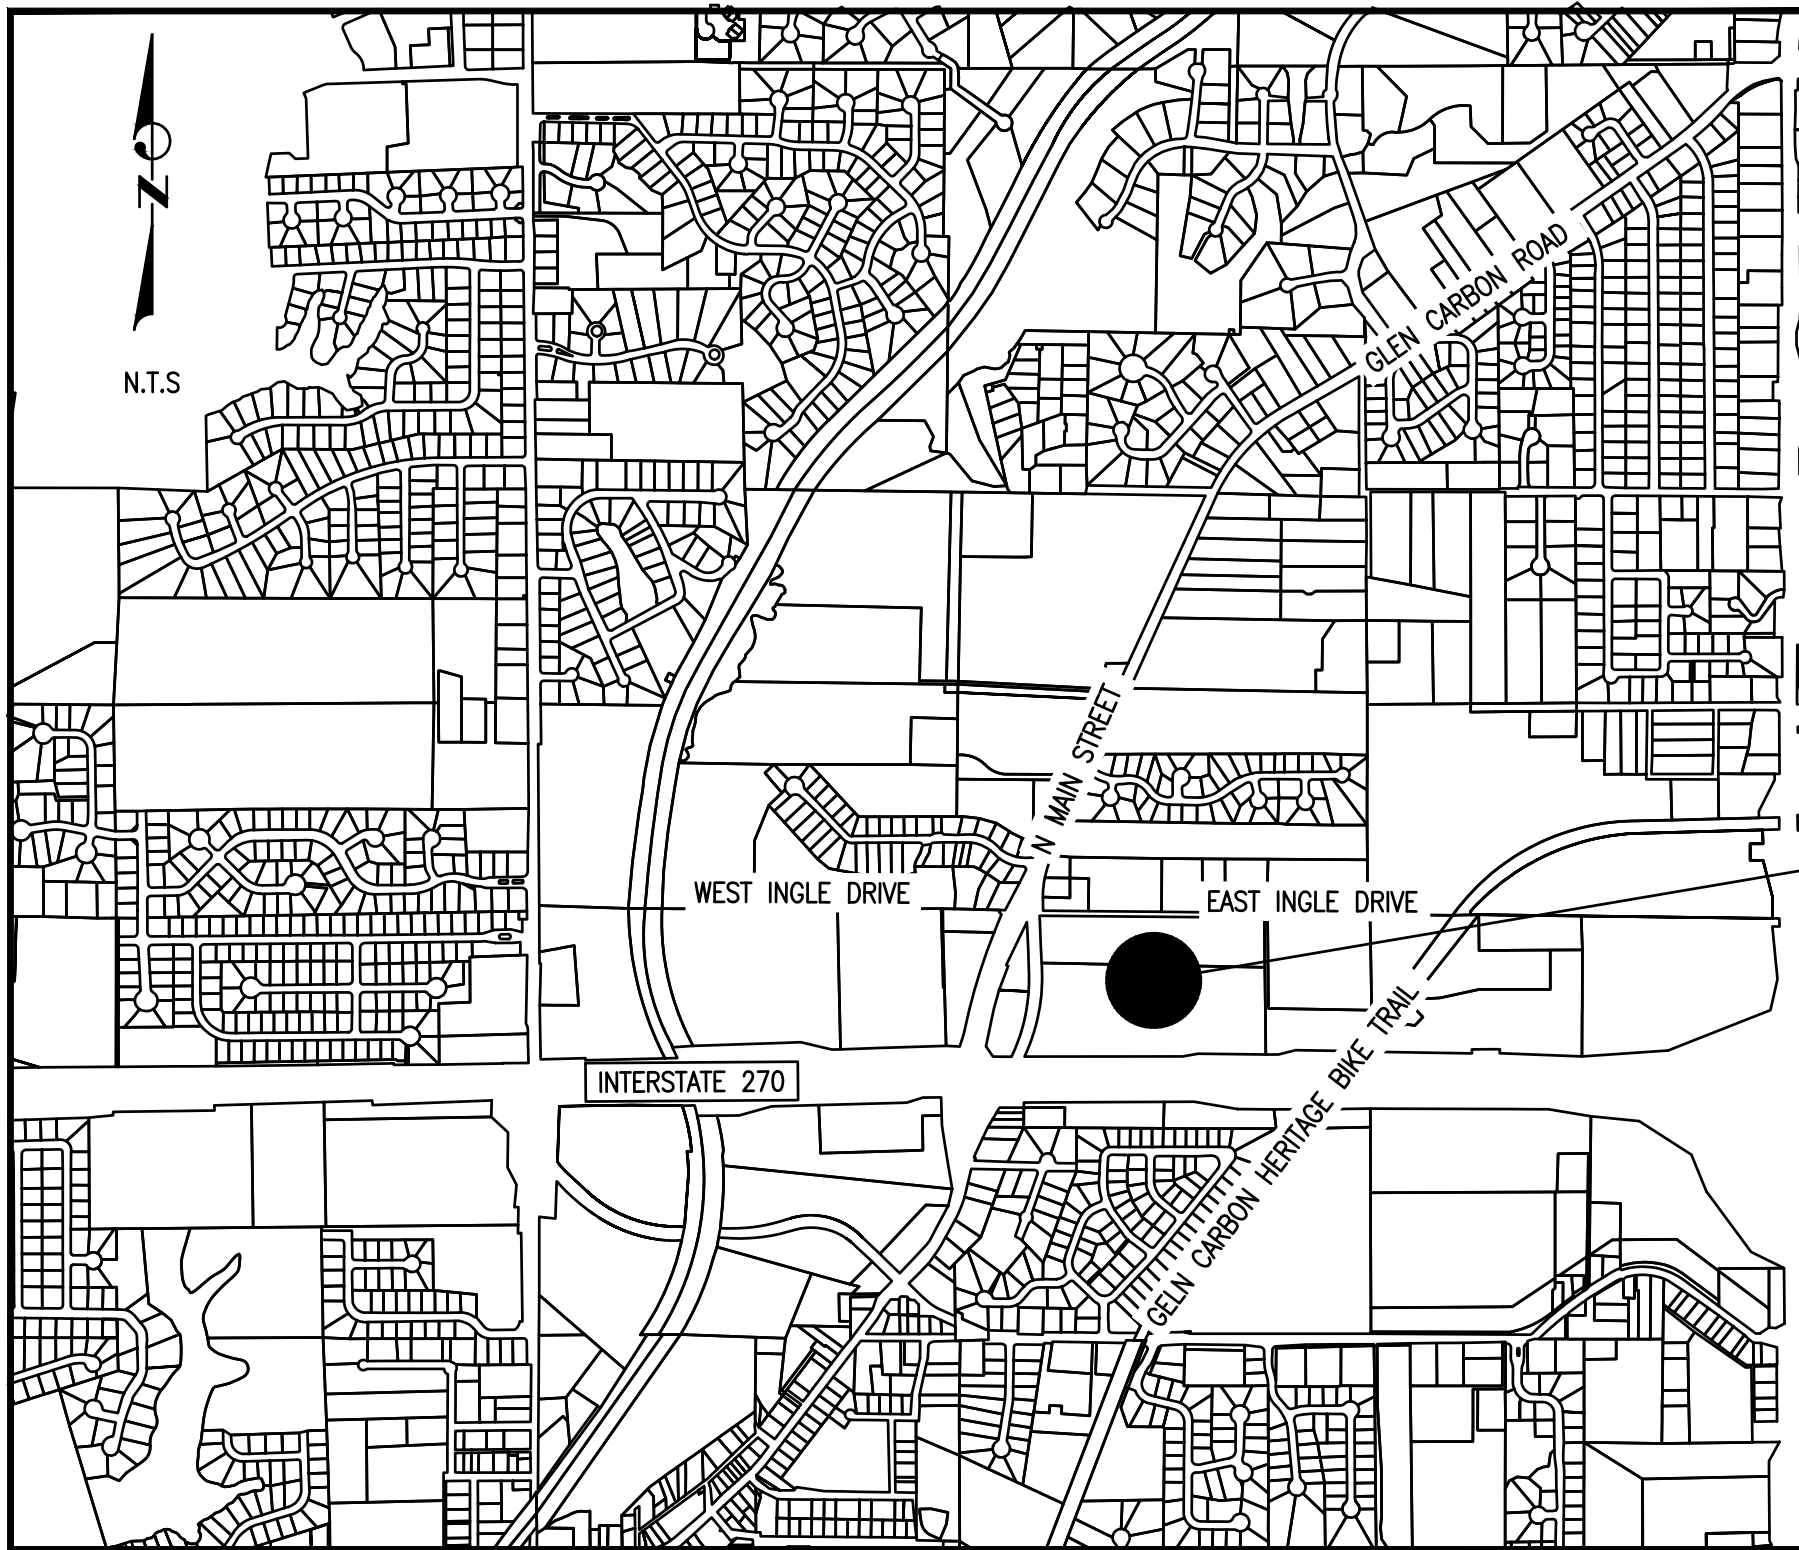 N
N.T.S
GLEN CARBON ROAD
N MAIN STREET
WEST INGLE DRIVE
EAST INGLE DRIVE
INTERSTATE 270
GELN CARBON HERITAGE BIKE TRAIL